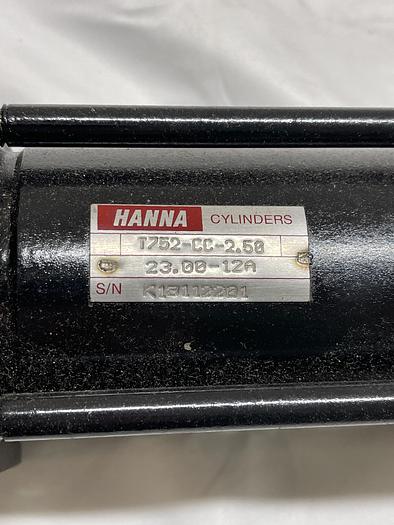 HANNA CYLINDERS
T752-CC-2.50
23.00-12A
S/N K13112201